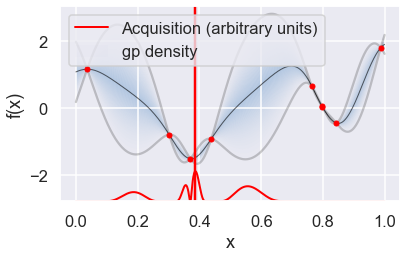 Acquisition (arbitrary units)
gp density
f(x)
2
0
−2
0.0 0.2 0.4 0.6 0.8 1.0
x